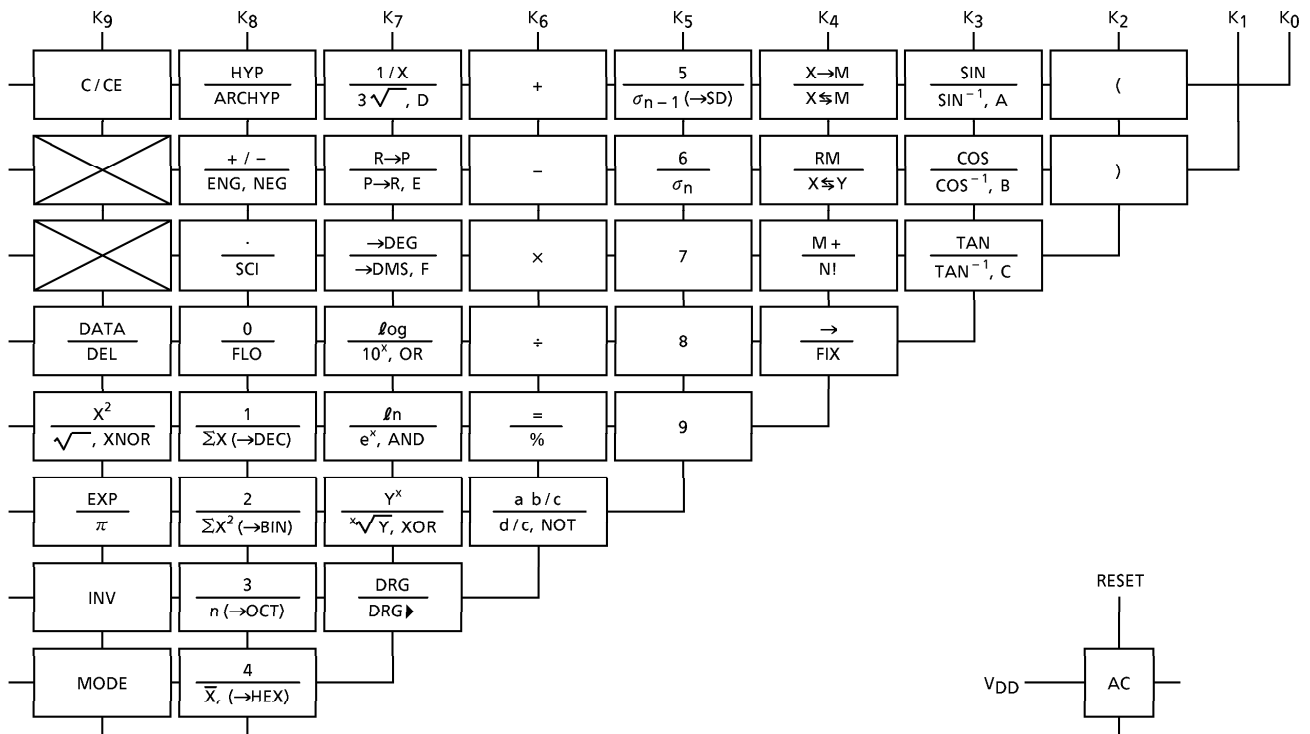 K9 K8 K7 K6 K5 K4 K3 K2 K1 K0
C / CE
HYP
ARCHYP
1 / X
3√‾, D
+
5
σn – 1 (→SD)
X→M
X⇆M
SIN
SIN⁻¹, A
(
+ / –
ENG, NEG
R→P
P→R, E
–
6
σn
RM
X⇆Y
COS
COS⁻¹, B
)
·
SCI
→DEG
→DMS, F
×
7
M +
N!
TAN
TAN⁻¹, C
DATA
DEL
0
FLO
ℓog
10ˣ, OR
÷
8
→
FIX
X²
√‾, XNOR
1
ΣX (→DEC)
ℓn
eˣ, AND
=
%
9
EXP
π
2
ΣX² (→BIN)
Yˣ
ˣ√Y, XOR
a b / c
d / c, NOT
INV
3
n (→OCT)
DRG
DRG▶
RESET
MODE
4
X̅, (→HEX)
VDD
AC